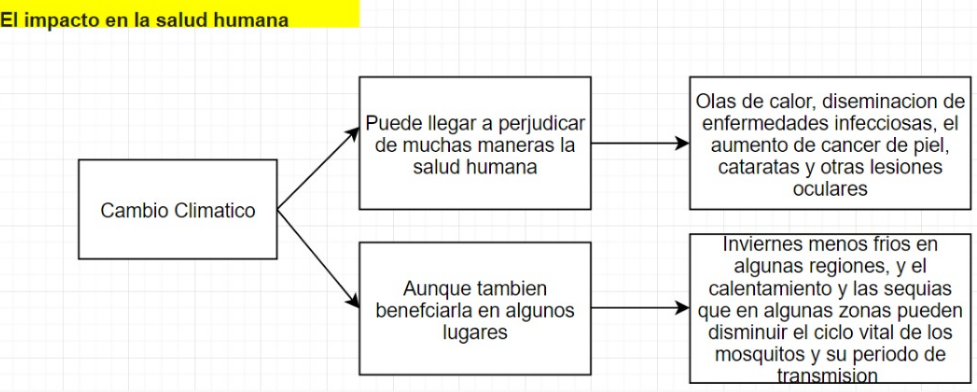 El impacto en la salud humana
Cambio Climatico
Puede llegar a perjudicar
de muchas maneras la
salud humana
Olas de calor, diseminacion de
enfermedades infecciosas, el
aumento de cancer de piel,
cataratas y otras lesiones
oculares
Aunque tambien
benefciarla en algunos
lugares
Inviernes menos frios en
algunas regiones, y el
calentamiento y las sequias
que en algunas zonas pueden
disminuir el ciclo vital de los
mosquitos y su periodo de
transmision